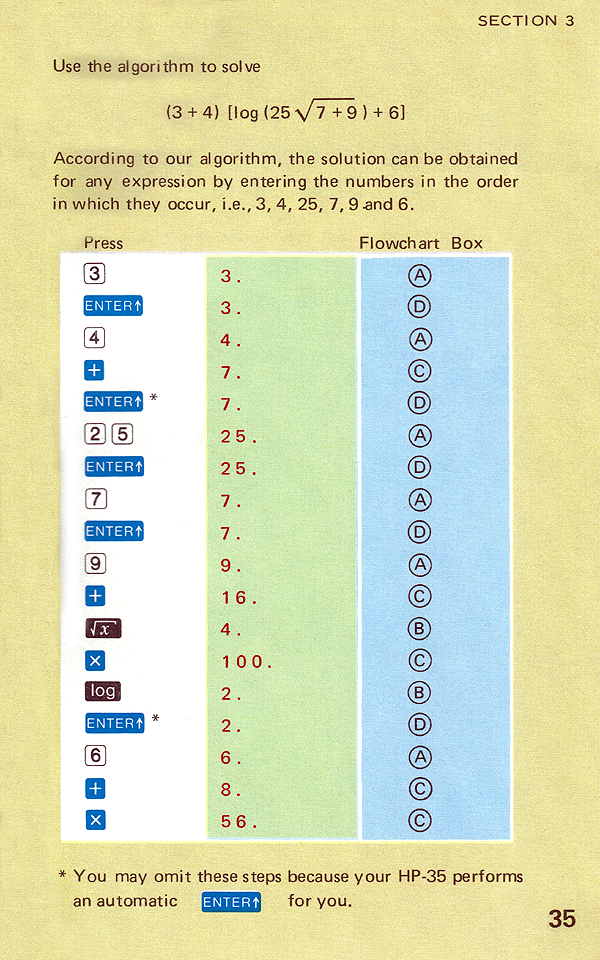 SECTION 3
Use the algorithm to solve
(3 + 4) [log (25 √7 + 9 ) + 6]
According to our algorithm, the solution can be obtained
for any expression by entering the numbers in the order
in which they occur, i.e., 3, 4, 25, 7, 9 and 6.
Press Flowchart Box
3 3. A
ENTER↑ 3. D
4 4. A
+ 7. C
ENTER↑ * 7. D
2 5 25. A
ENTER↑ 25. D
7 7. A
ENTER↑ 7. D
9 9. A
+ 16. C
√x 4. B
× 100. C
log 2. B
ENTER↑ * 2. D
6 6. A
+ 8. C
× 56. C
* You may omit these steps because your HP-35 performs
an automatic ENTER↑ for you.
35